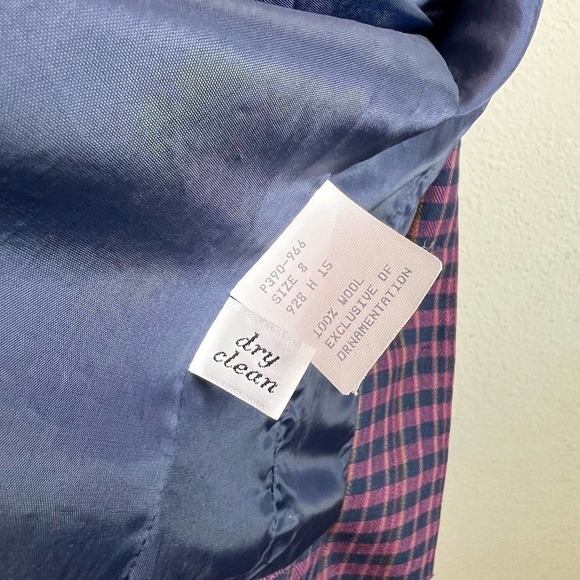 P390-966
SIZE 8
928 H 15
100% WOOL
EXCLUSIVE OF
ORNAMENTATION
dry
clean